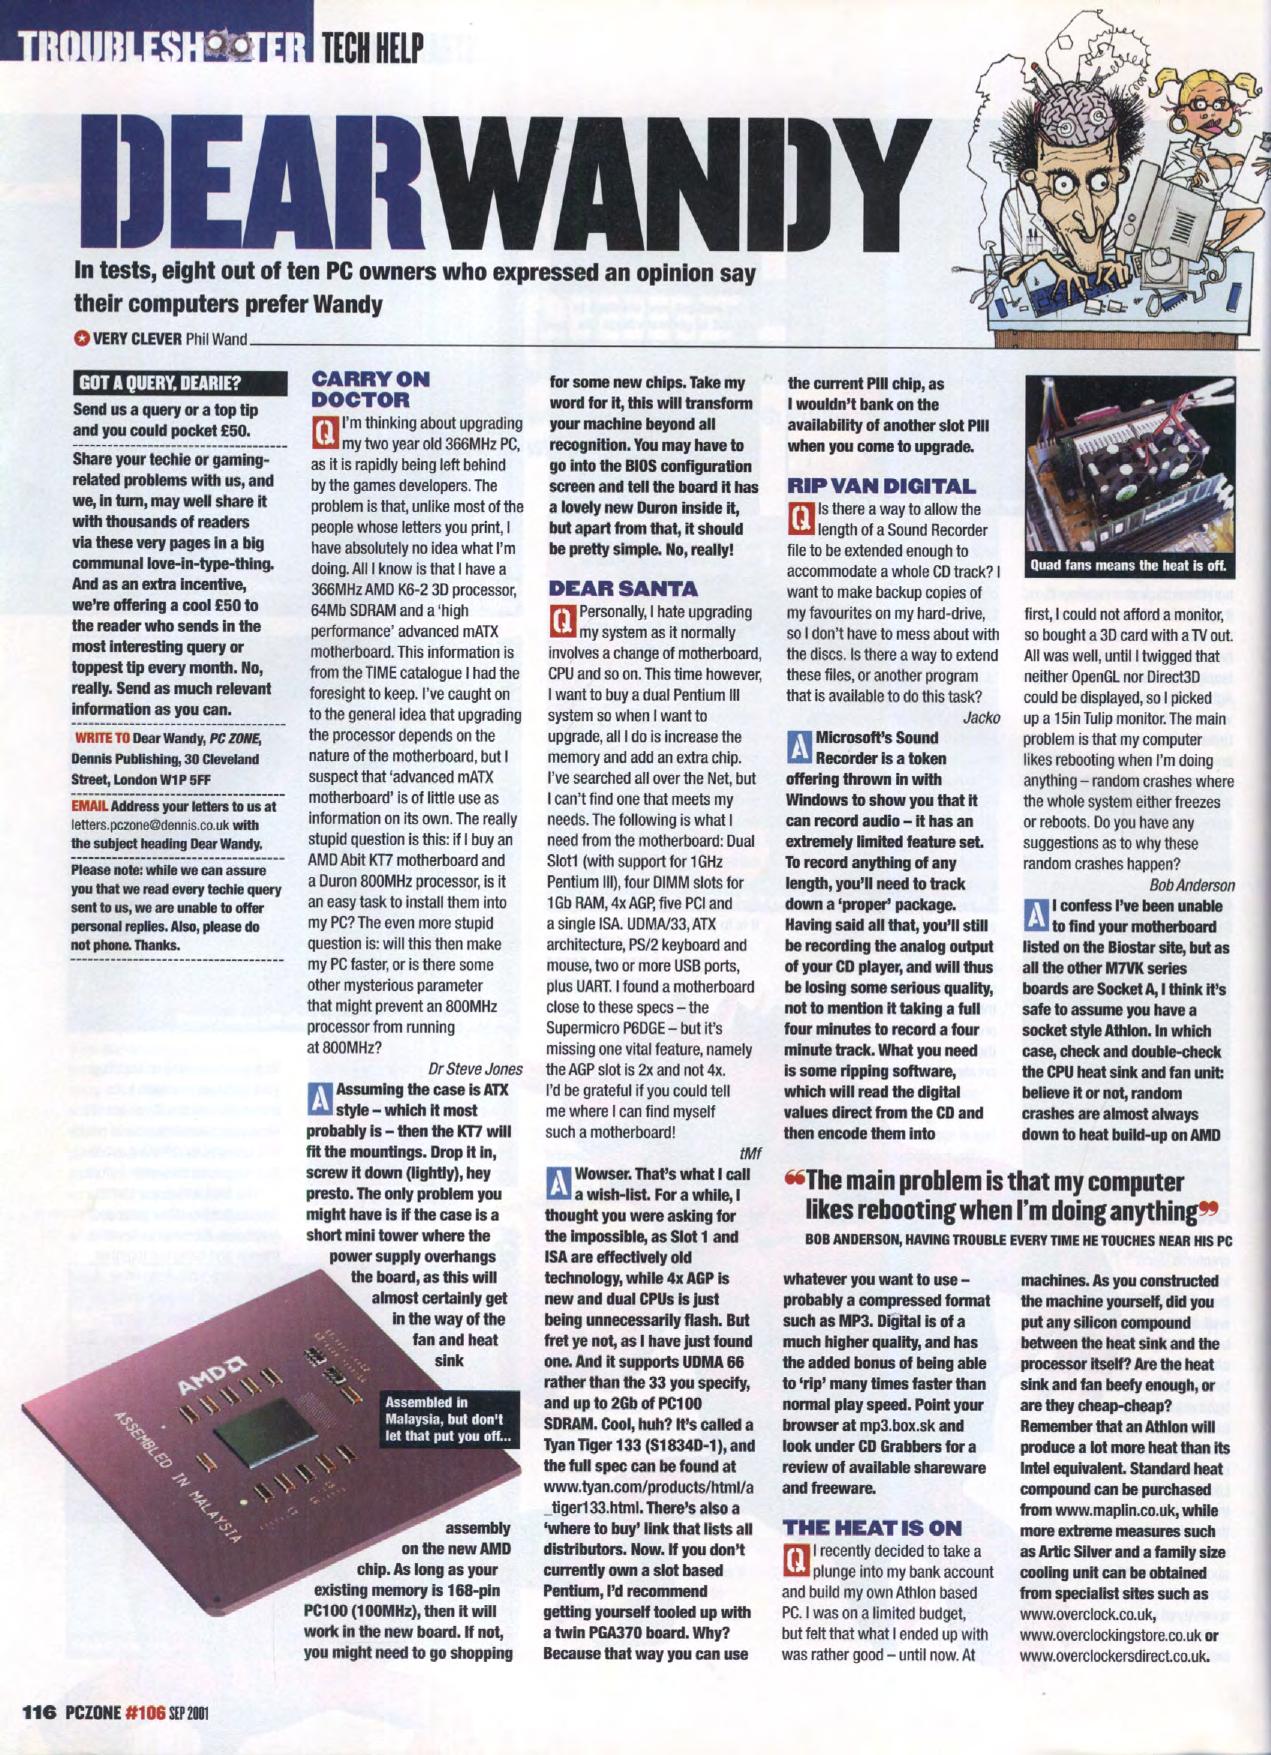 TROUBLESHOOTER TECH HELP
DEARWANDY
In tests, eight out of ten PC owners who expressed an opinion say
their computers prefer Wandy
VERY CLEVER Phil Wand
GOT A QUERY, DEARIE?
Send us a query or a top tip
and you could pocket £50.
Share your techie or gaming-
related problems with us, and
we, in turn, may well share it
with thousands of readers
via these very pages in a big
communal love-in-type-thing.
And as an extra incentive,
we're offering a cool £50 to
the reader who sends in the
most interesting query or
toppest tip every month. No,
really. Send as much relevant
information as you can.
WRITE TO Dear Wandy, PC ZONE,
Dennis Publishing, 30 Cleveland
Street, London W1P 5FF
EMAIL Address your letters to us at
letters.pczone@dennis.co.uk with
the subject heading Dear Wandy.
Please note: while we can assure
you that we read every techie query
sent to us, we are unable to offer
personal replies. Also, please do
not phone. Thanks.
CARRY ON
DOCTOR
Q I'm thinking about upgrading
my two year old 366MHz PC,
as it is rapidly being left behind
by the games developers. The
problem is that, unlike most of the
people whose letters you print, I
have absolutely no idea what I'm
doing. All I know is that I have a
366MHz AMD K6-2 3D processor,
64Mb SDRAM and a 'high
performance' advanced mATX
motherboard. This information is
from the TIME catalogue I had the
foresight to keep. I've caught on
to the general idea that upgrading
the processor depends on the
nature of the motherboard, but I
suspect that 'advanced mATX
motherboard' is of little use as
information on its own. The really
stupid question is this: if I buy an
AMD Abit KT7 motherboard and
a Duron 800MHz processor, is it
an easy task to install them into
my PC? The even more stupid
question is: will this then make
my PC faster, or is there some
other mysterious parameter
that might prevent an 800MHz
processor from running
at 800MHz?
Dr Steve Jones
A Assuming the case is ATX
style – which it most
probably is – then the KT7 will
fit the mountings. Drop it in,
screw it down (lightly), hey
presto. The only problem you
might have is if the case is a
short mini tower where the
power supply overhangs
the board, as this will
almost certainly get
in the way of the
fan and heat
sink
AMD
ASSEMBLED IN MALAYSIA
Assembled in
Malaysia, but don't
let that put you off...
assembly
on the new AMD
chip. As long as your
existing memory is 168-pin
PC100 (100MHz), then it will
work in the new board. If not,
you might need to go shopping
for some new chips. Take my
word for it, this will transform
your machine beyond all
recognition. You may have to
go into the BIOS configuration
screen and tell the board it has
a lovely new Duron inside it,
but apart from that, it should
be pretty simple. No, really!
DEAR SANTA
Q Personally, I hate upgrading
my system as it normally
involves a change of motherboard,
CPU and so on. This time however,
I want to buy a dual Pentium III
system so when I want to
upgrade, all I do is increase the
memory and add an extra chip.
I've searched all over the Net, but
I can't find one that meets my
needs. The following is what I
need from the motherboard: Dual
Slot1 (with support for 1GHz
Pentium III), four DIMM slots for
1Gb RAM, 4x AGP, five PCI and
a single ISA. UDMA/33, ATX
architecture, PS/2 keyboard and
mouse, two or more USB ports,
plus UART. I found a motherboard
close to these specs – the
Supermicro P6DGE – but it's
missing one vital feature, namely
the AGP slot is 2x and not 4x.
I'd be grateful if you could tell
me where I can find myself
such a motherboard!
tMf
A Wowser. That's what I call
a wish-list. For a while, I
thought you were asking for
the impossible, as Slot 1 and
ISA are effectively old
technology, while 4x AGP is
new and dual CPUs is just
being unnecessarily flash. But
fret ye not, as I have just found
one. And it supports UDMA 66
rather than the 33 you specify,
and up to 2Gb of PC100
SDRAM. Cool, huh? It's called a
Tyan Tiger 133 (S1834D-1), and
the full spec can be found at
www.tyan.com/products/html/a
_tiger133.html. There's also a
'where to buy' link that lists all
distributors. Now. If you don't
currently own a slot based
Pentium, I'd recommend
getting yourself tooled up with
a twin PGA370 board. Why?
Because that way you can use
the current PIII chip, as
I wouldn't bank on the
availability of another slot PIII
when you come to upgrade.
RIP VAN DIGITAL
Q Is there a way to allow the
length of a Sound Recorder
file to be extended enough to
accommodate a whole CD track? I
want to make backup copies of
my favourites on my hard-drive,
so I don't have to mess about with
the discs. Is there a way to extend
these files, or another program
that is available to do this task?
Jacko
A Microsoft's Sound
Recorder is a token
offering thrown in with
Windows to show you that it
can record audio – it has an
extremely limited feature set.
To record anything of any
length, you'll need to track
down a 'proper' package.
Having said all that, you'll still
be recording the analog output
of your CD player, and will thus
be losing some serious quality,
not to mention it taking a full
four minutes to record a four
minute track. What you need
is some ripping software,
which will read the digital
values direct from the CD and
then encode them into
whatever you want to use –
probably a compressed format
such as MP3. Digital is of a
much higher quality, and has
the added bonus of being able
to 'rip' many times faster than
normal play speed. Point your
browser at mp3.box.sk and
look under CD Grabbers for a
review of available shareware
and freeware.
THE HEAT IS ON
Q I recently decided to take a
plunge into my bank account
and build my own Athlon based
PC. I was on a limited budget,
but felt that what I ended up with
was rather good – until now. At
Quad fans means the heat is off.
first, I could not afford a monitor,
so bought a 3D card with a TV out.
All was well, until I twigged that
neither OpenGL nor Direct3D
could be displayed, so I picked
up a 15in Tulip monitor. The main
problem is that my computer
likes rebooting when I'm doing
anything – random crashes where
the whole system either freezes
or reboots. Do you have any
suggestions as to why these
random crashes happen?
Bob Anderson
A I confess I've been unable
to find your motherboard
listed on the Biostar site, but as
all the other M7VK series
boards are Socket A, I think it's
safe to assume you have a
socket style Athlon. In which
case, check and double-check
the CPU heat sink and fan unit:
believe it or not, random
crashes are almost always
down to heat build-up on AMD
“The main problem is that my computer
likes rebooting when I'm doing anything”
BOB ANDERSON, HAVING TROUBLE EVERY TIME HE TOUCHES NEAR HIS PC
machines. As you constructed
the machine yourself, did you
put any silicon compound
between the heat sink and the
processor itself? Are the heat
sink and fan beefy enough, or
are they cheap-cheap?
Remember that an Athlon will
produce a lot more heat than its
Intel equivalent. Standard heat
compound can be purchased
from www.maplin.co.uk, while
more extreme measures such
as Artic Silver and a family size
cooling unit can be obtained
from specialist sites such as
www.overclock.co.uk,
www.overclockingstore.co.uk or
www.overclockersdirect.co.uk.
116 PCZONE #106 SEP 2001